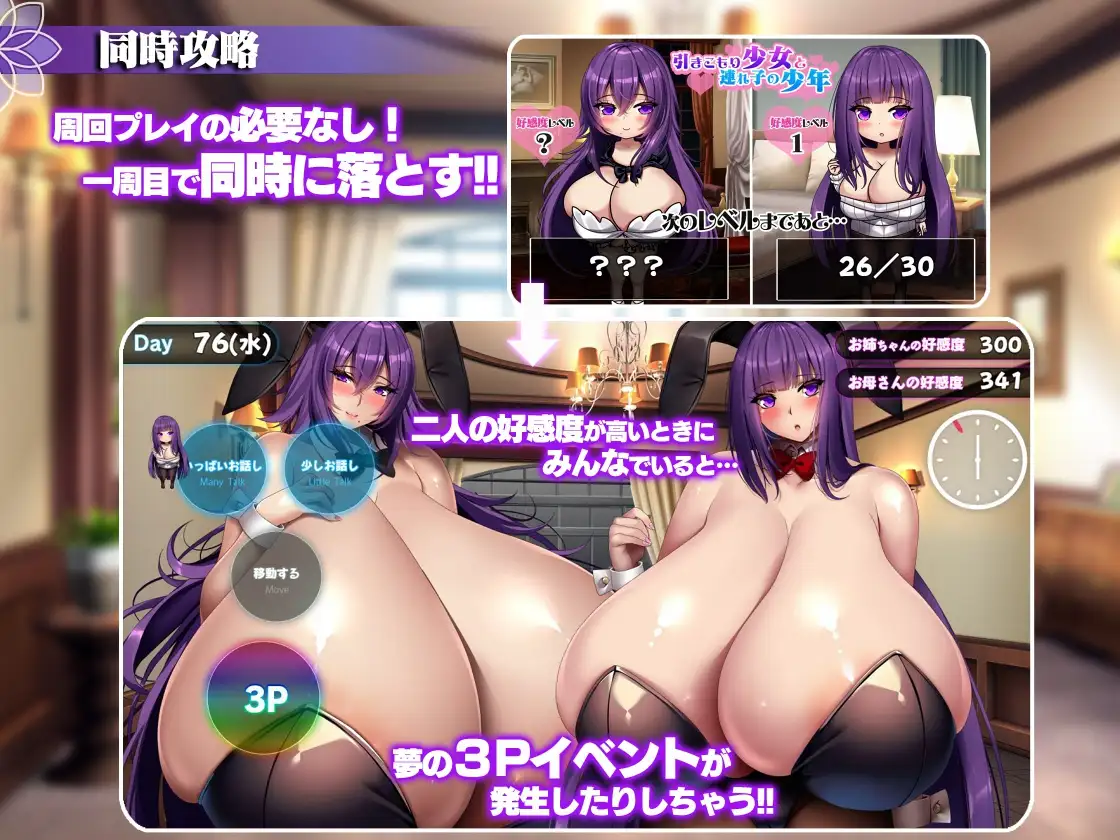 同時攻略
周回プレイの必要なし！
一周目で同時に落とす!!
引きこもり少女と
連れ子の少年
好感度レベル
?
好感度レベル
1
次のレベルまであと…
？？？
26／30
Day 76(水)
お姉ちゃんの好感度 300
お母さんの好感度 341
二人の好感度が高いときに
みんなでいると…
っぱいお話し
Many Talk
少しお話し
Little Talk
移動する
Move
3P
夢の３Ｐイベントが
発生したりしちゃう!!